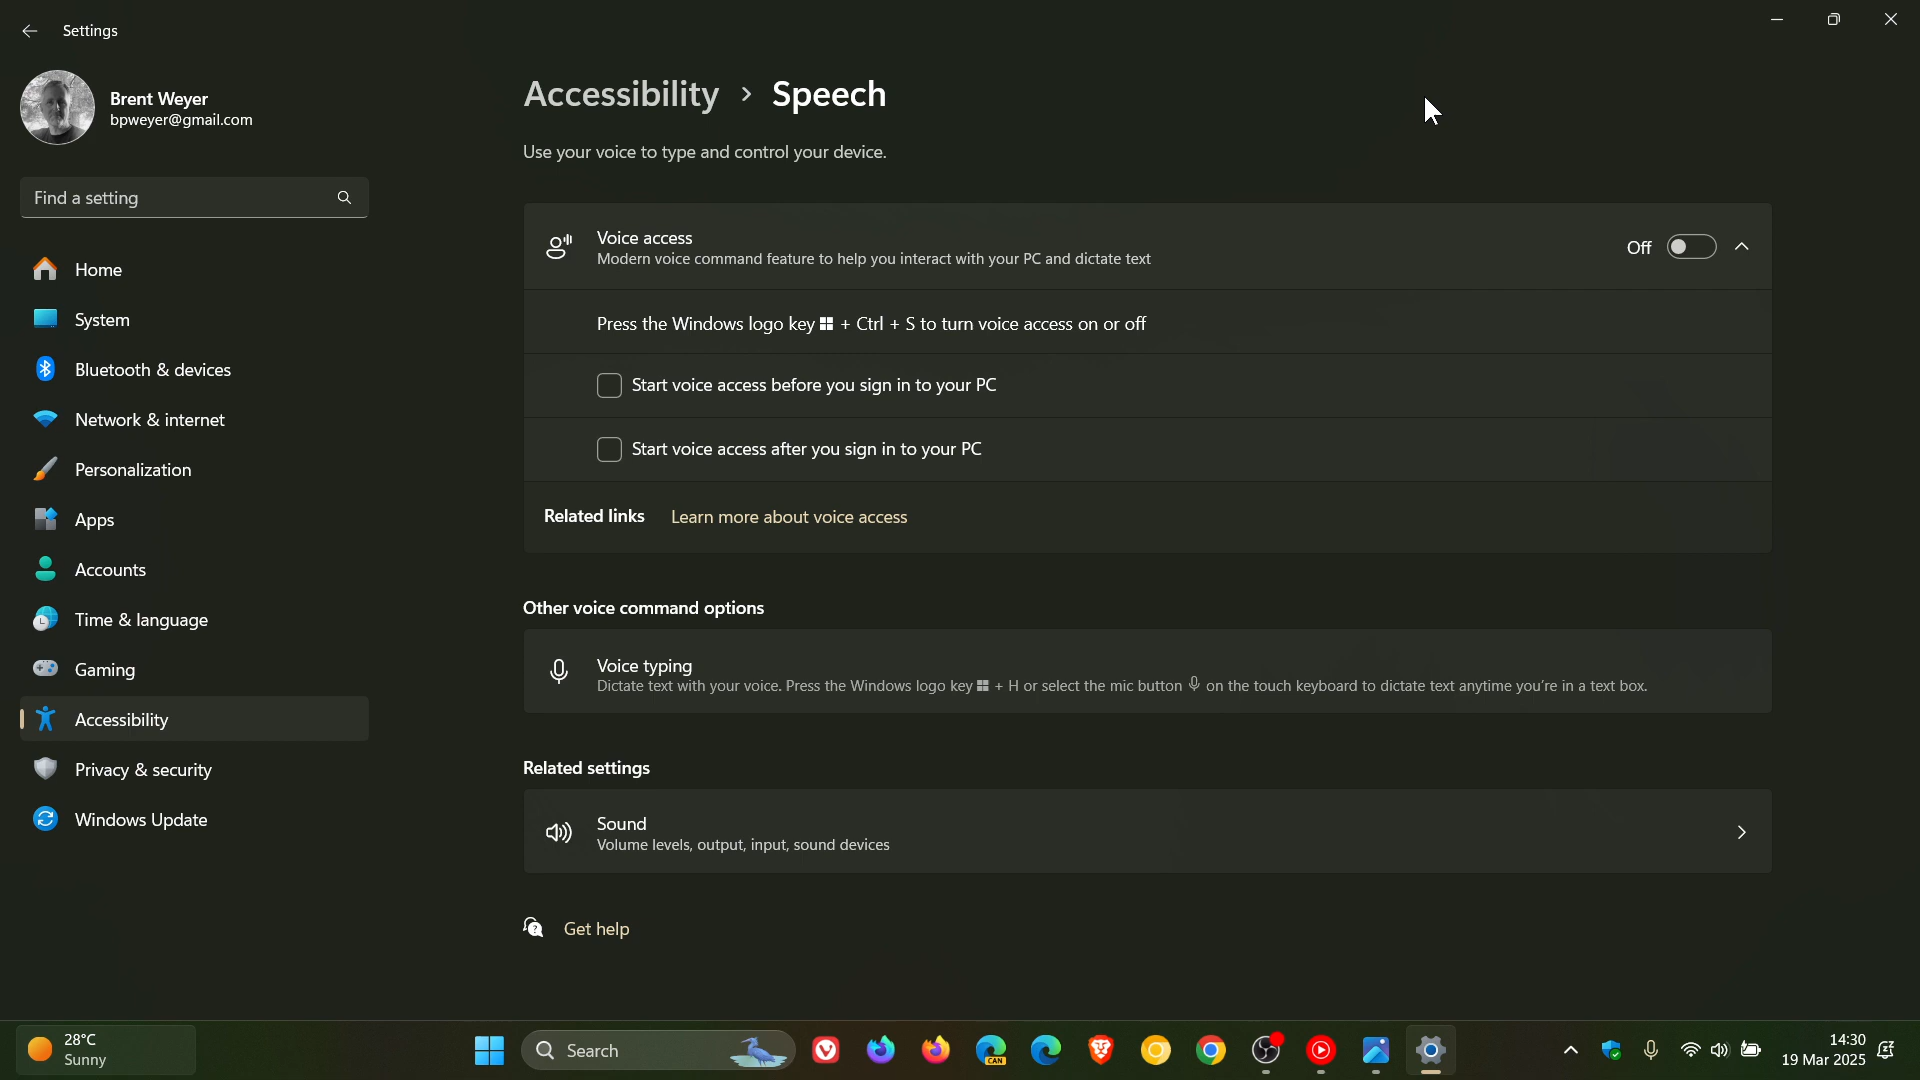 Settings
Brent Weyer
bpweyer@gmail.com
Find a setting
Home
System
Bluetooth & devices
Network & internet
Personalization
Apps
Accounts
Time & language
Gaming
Accessibility
Privacy & security
Windows Update
Accessibility > Speech
Use your voice to type and control your device.
Voice access
Modern voice command feature to help you interact with your PC and dictate text
Off
Press the Windows logo key + Ctrl + S to turn voice access on or off
Start voice access before you sign in to your PC
Start voice access after you sign in to your PC
Related links Learn more about voice access
Other voice command options
Voice typing
Dictate text with your voice. Press the Windows logo key + H or select the mic button on the touch keyboard to dictate text anytime you're in a text box.
Related settings
Sound
Volume levels, output, input, sound devices
Get help
28°C
Sunny
Search
CAN
14:30
19 Mar 2025